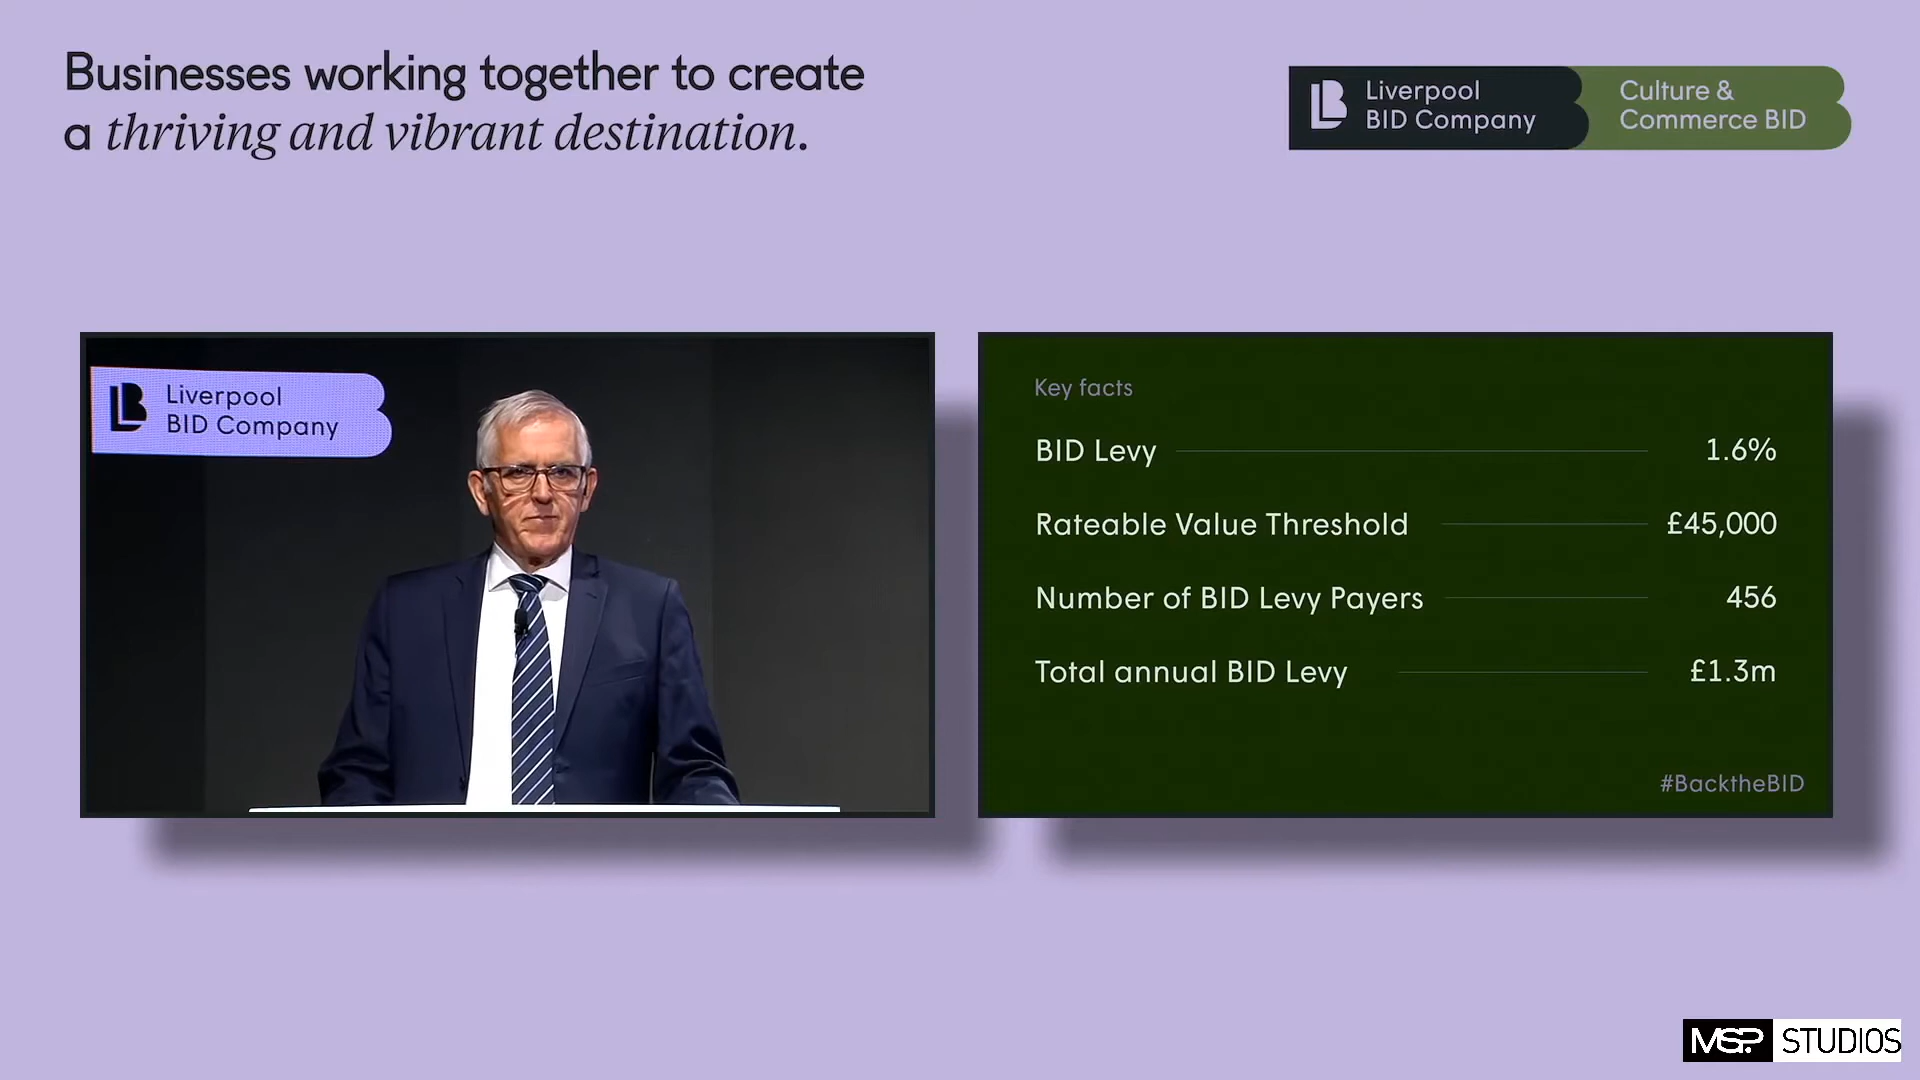 Businesses working together to create
a thriving and vibrant destination.
Liverpool
BID Company
Culture &
Commerce BID
Liverpool
BID Company
Key facts
BID Levy 1.6%
Rateable Value Threshold £45,000
Number of BID Levy Payers 456
Total annual BID Levy £1.3m
#BacktheBID
MSP STUDIOS